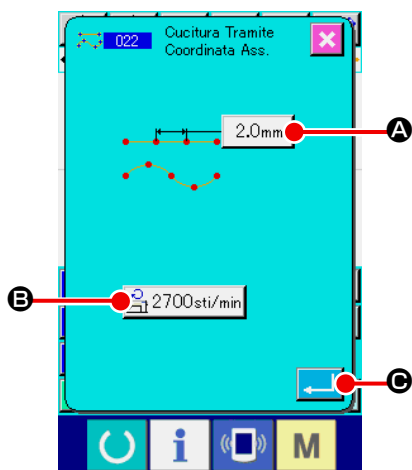 022
Cucitura Tramite
Coordinata Ass.
2.0mm
A
B
2700sti/min
C
i
M